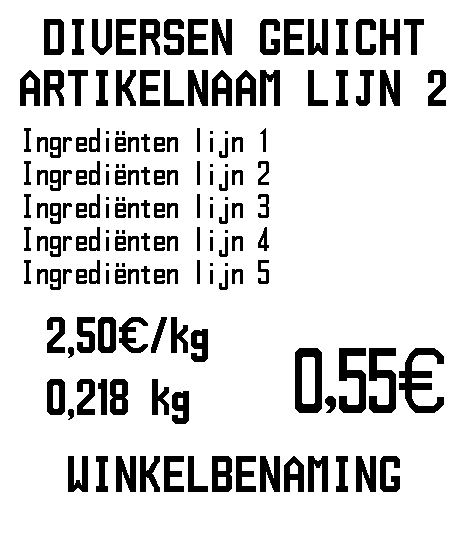 DIVERSEN GEWICHT
ARTIKELNAAM LIJN 2
Ingrediënten lijn 1
Ingrediënten lijn 2
Ingrediënten lijn 3
Ingrediënten lijn 4
Ingrediënten lijn 5
2,50€/kg
0,218 kg
0,55€
WINKELBENAMING